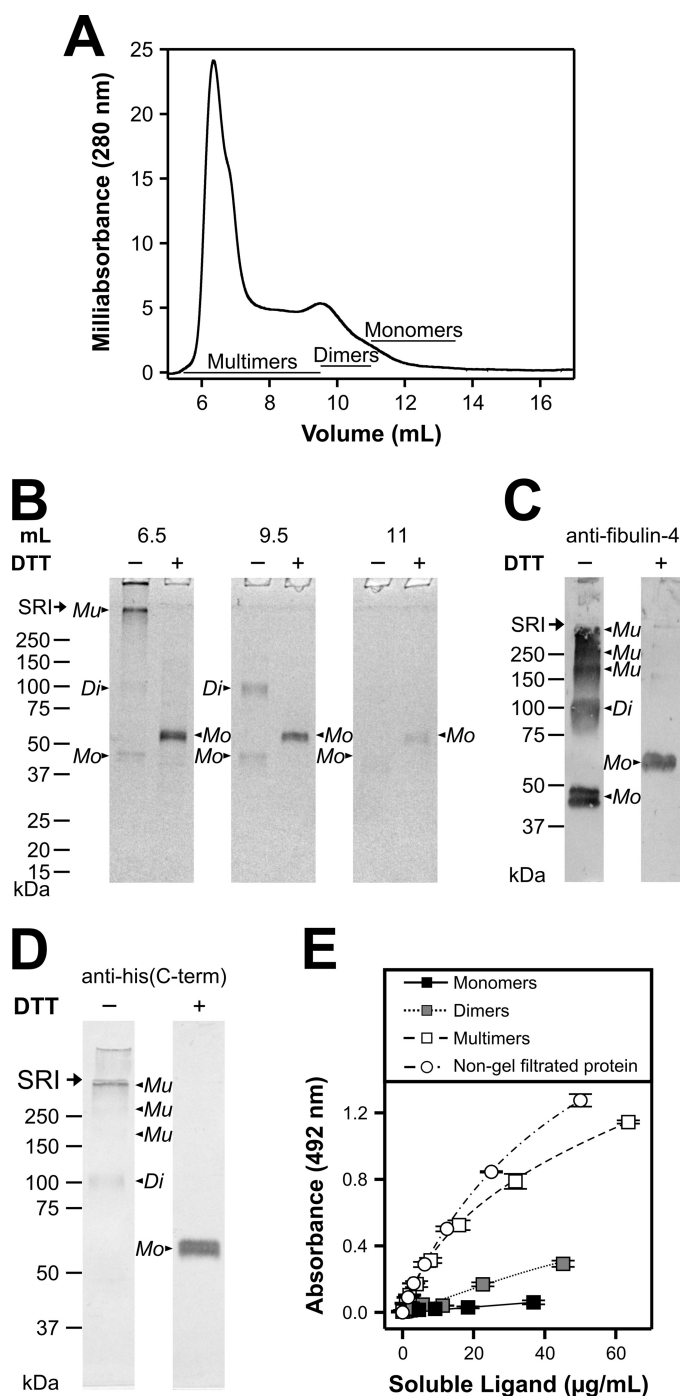 A
25
20
15
10
5
0
Milliabsorbance (280 nm)
Monomers
Dimers
Multimers
6 8 10 12 14 16
Volume (mL)
B
mL 6.5 9.5 11
DTT − + − + − +
SRI Mu
250
150
100 Di Di
75
Mo Mo Mo
50
Mo Mo
37
25
20
15
kDa
C
anti-fibulin-4
DTT − +
SRI
Mu
250 Mu
Mu
150
100 Di
75
Mo
50
Mo
37
kDa
D
anti-his(C-term)
DTT − +
SRI Mu
250 Mu
150 Mu
100 Di
75
Mo
50
37
kDa
E
Monomers
Dimers
Multimers
Non-gel filtrated protein
1.2
0.8
0.4
0.0
Absorbance (492 nm)
0 20 40 60
Soluble Ligand (µg/mL)